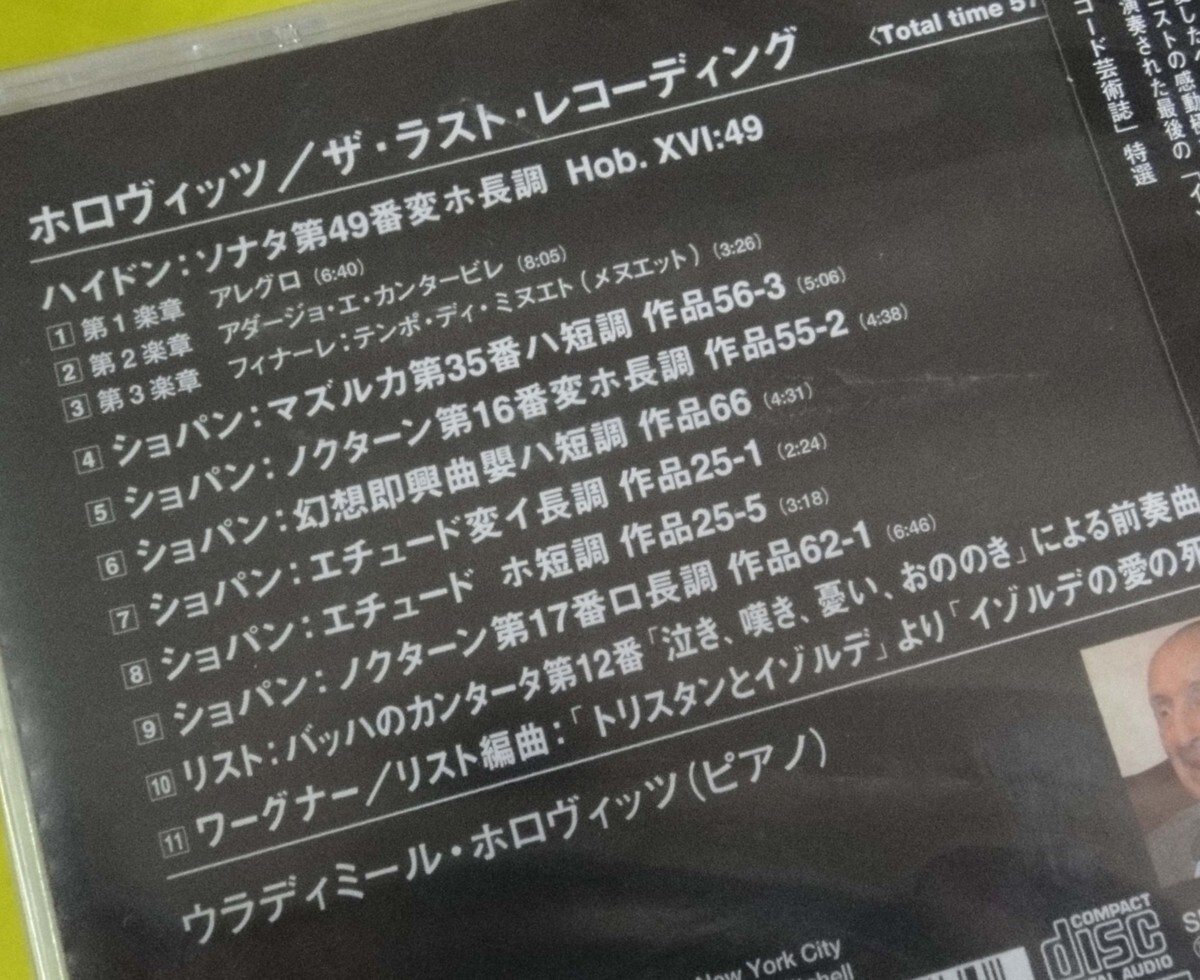 ホロヴィッツ/ザ・ラスト・レコーディング 〈Total time 57
ハイドン:ソナタ第49番変ホ長調 Hob. XVI:49
1 第1楽章 アレグロ (6:40)
2 第2楽章 アダージョ・エ・カンタービレ (8:05)
3 第3楽章 フィナーレ:テンポ・ディ・ミヌエト(メヌエット) (3:26)
4 ショパン:マズルカ第35番ハ短調 作品56-3 (5:06)
5 ショパン:ノクターン第16番変ホ長調 作品55-2 (4:38)
6 ショパン:幻想即興曲嬰ハ短調 作品66 (4:31)
7 ショパン:エチュード変イ長調 作品25-1 (2:24)
8 ショパン:エチュード ホ短調 作品25-5 (3:18)
9 ショパン:ノクターン第17番ロ長調 作品62-1 (6:46)
10 リスト:バッハのカンタータ第12番「泣き、嘆き、憂い、おののき」による前奏曲
11 ワーグナー/リスト編曲:「トリスタンとイゾルデ」より「イゾルデの愛の死
ウラディミール・ホロヴィッツ(ピアノ)
ニストの感動
演奏された最後の
コード芸術誌」特選
New York City
COMPACT
disc
AUDIO